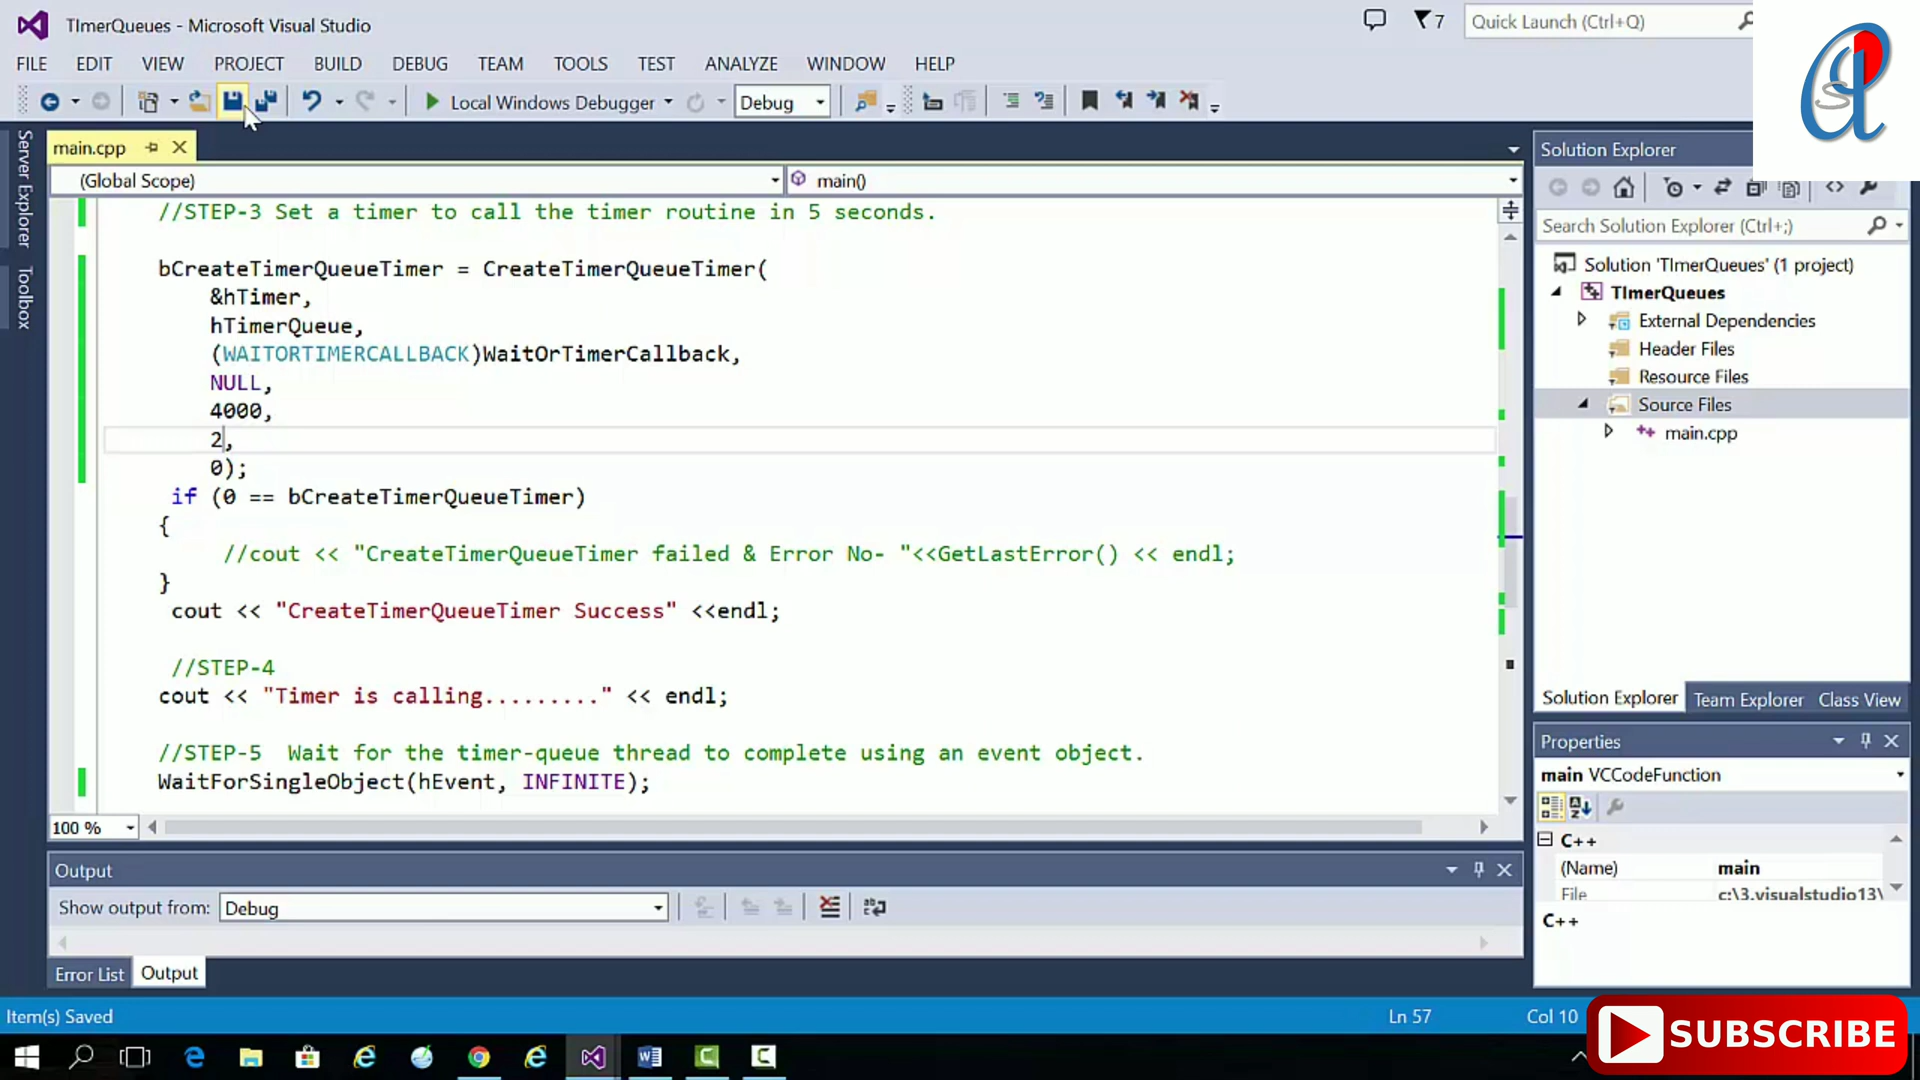 TImerQueues - Microsoft Visual Studio
7
Quick Launch (Ctrl+Q)
FILE EDIT VIEW PROJECT BUILD DEBUG TEAM TOOLS TEST ANALYZE WINDOW HELP
Local Windows Debugger Debug
Server Explorer
Toolbox
main.cpp
(Global Scope) main()
//STEP-3 Set a timer to call the timer routine in 5 seconds.
bCreateTimerQueueTimer = CreateTimerQueueTimer(
&hTimer,
hTimerQueue,
(WAITORTIMERCALLBACK)WaitOrTimerCallback,
NULL,
4000,
2,
0);
if (0 == bCreateTimerQueueTimer)
{
//cout << "CreateTimerQueueTimer failed & Error No- "<<GetLastError() << endl;
}
cout << "CreateTimerQueueTimer Success" <<endl;
//STEP-4
cout << "Timer is calling........." << endl;
//STEP-5  Wait for the timer-queue thread to complete using an event object.
WaitForSingleObject(hEvent, INFINITE);
100 %
Output
Show output from: Debug
Error List Output
Solution Explorer
Search Solution Explorer (Ctrl+;)
Solution 'TImerQueues' (1 project)
TImerQueues
External Dependencies
Header Files
Resource Files
Source Files
main.cpp
Solution Explorer Team Explorer Class View
Properties
main VCCodeFunction
C++
(Name) main
File c:\3.visualstudio13\
C++
Item(s) Saved Ln 57 Col 10
SUBSCRIBE